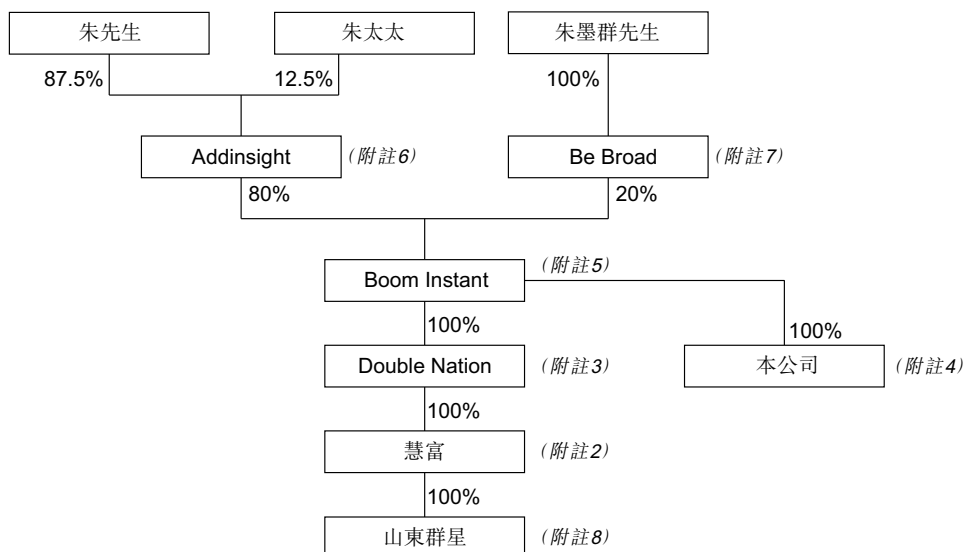 朱先生
朱太太
朱墨群先生
87.5%
12.5%
100%
Addinsight
(附註6)
Be Broad
(附註7)
80%
20%
Boom Instant
(附註5)
100%
100%
Double Nation
(附註3)
本公司
(附註4)
100%
慧富
(附註2)
100%
山東群星
(附註8)